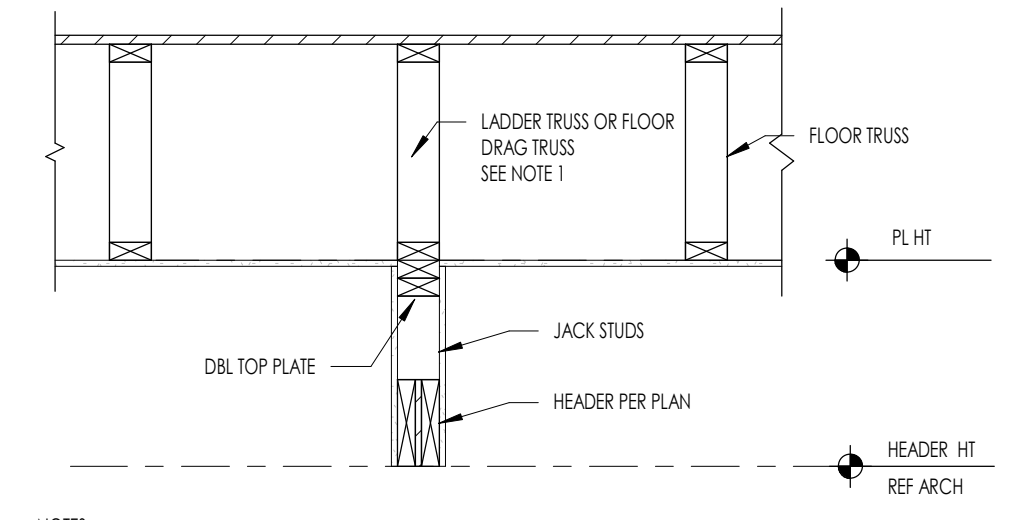 LADDER TRUSS OR FLOOR
DRAG TRUSS
SEE NOTE 1
FLOOR TRUSS
PL HT
JACK STUDS
DBL TOP PLATE
HEADER PER PLAN
HEADER HT
REF ARCH